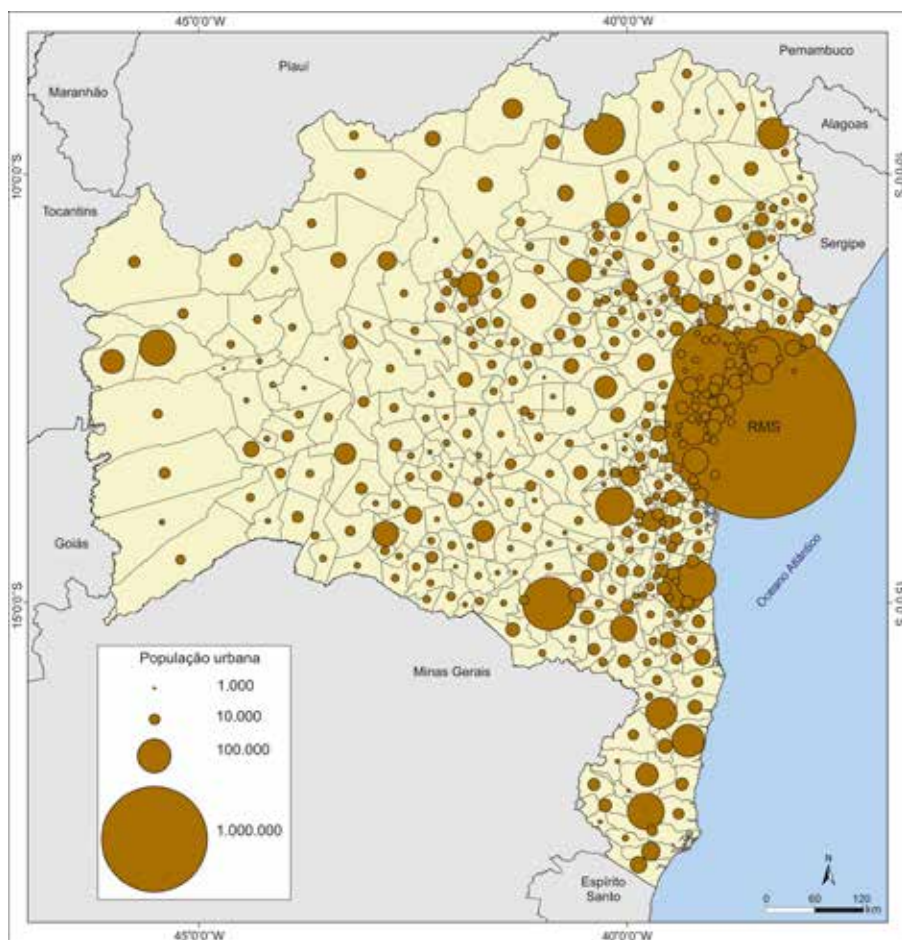 45°0'0"W
40°0'0"W
Pernambuco
Piauí
Maranhão
Alagoas
10°0'0"S
10°0'0"S
Tocantins
Sergipe
RMS
Goiás
Oceano Atlântico
15°0'0"S
15°0'0"S
População urbana
Minas Gerais
1.000
10.000
100.000
1.000.000
Espírito
Santo
N
0 60 120
km
45°0'0"W
40°0'0"W